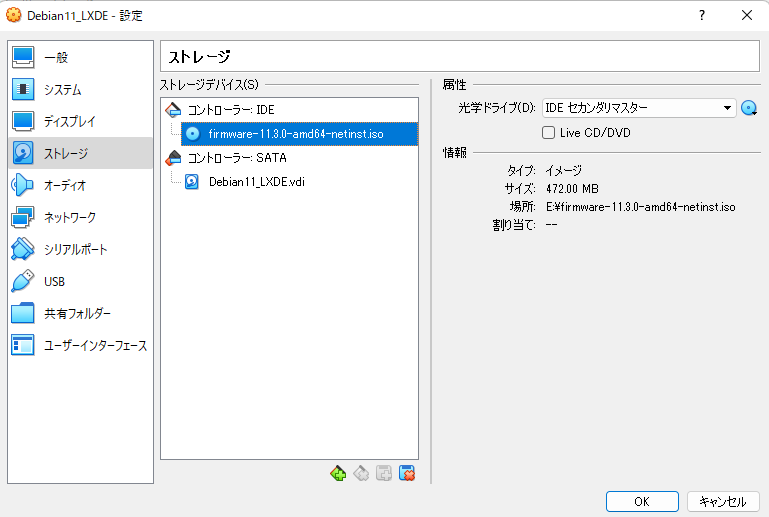 Debian11_LXDE - 設定
一般
システム
ディスプレイ
ストレージ
オーディオ
ネットワーク
シリアルポート
USB
共有フォルダー
ユーザーインターフェース
ストレージ
ストレージデバイス(S)
コントローラー: IDE
firmware-11.3.0-amd64-netinst.iso
コントローラー: SATA
Debian11_LXDE.vdi
属性
光学ドライブ(D): IDE セカンダリマスター
Live CD/DVD
情報
タイプ: イメージ
サイズ: 472.00 MB
場所: E:¥firmware-11.3.0-amd64-netinst.iso
割り当て: --
OK キャンセル